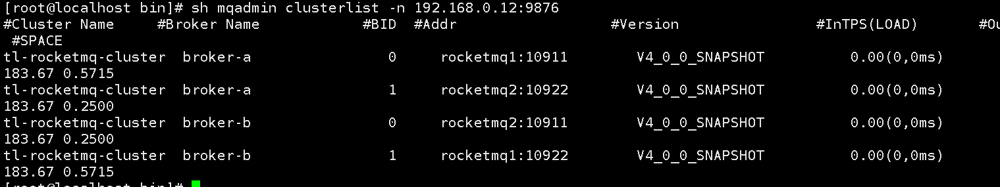 [root@localhost bin]# sh mqadmin clusterlist -n 192.168.0.12:9876
#Cluster Name     #Broker Name                #BID  #Addr                  #Version                #InTPS(LOAD)       #Ou
 #SPACE
tl-rocketmq-cluster  broker-a                0     rocketmq1:10911        V4_0_0_SNAPSHOT          0.00(0,0ms)
183.67 0.5715
tl-rocketmq-cluster  broker-a                1     rocketmq2:10922        V4_0_0_SNAPSHOT          0.00(0,0ms)
183.67 0.2500
tl-rocketmq-cluster  broker-b                0     rocketmq2:10911        V4_0_0_SNAPSHOT          0.00(0,0ms)
183.67 0.2500
tl-rocketmq-cluster  broker-b                1     rocketmq1:10922        V4_0_0_SNAPSHOT          0.00(0,0ms)
183.67 0.5715
[root@localhost bin]#